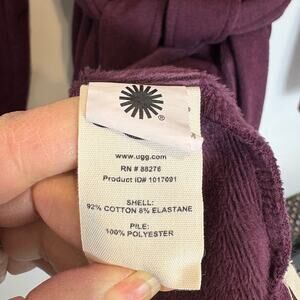 ®
www.ugg.com
RN # 88276
Product ID# 1017091
SHELL:
92% COTTON 8% ELASTANE
PILE:
100% POLYESTER